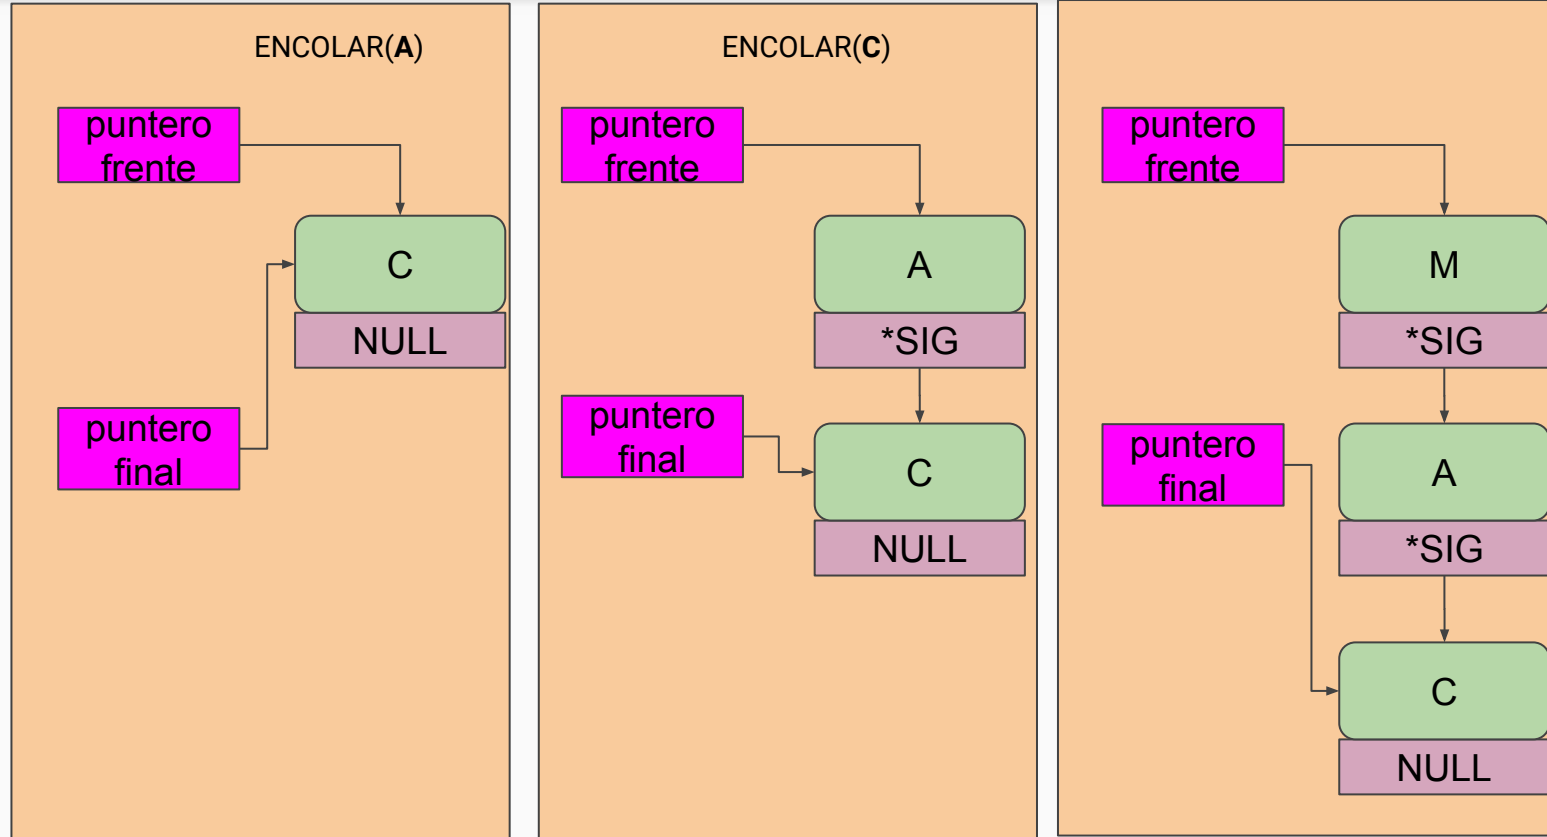 ENCOLAR(A)
puntero
frente
C
NULL
puntero
final
ENCOLAR(C)
puntero
frente
A
*SIG
puntero
final
C
NULL
puntero
frente
M
*SIG
puntero
final
A
*SIG
C
NULL